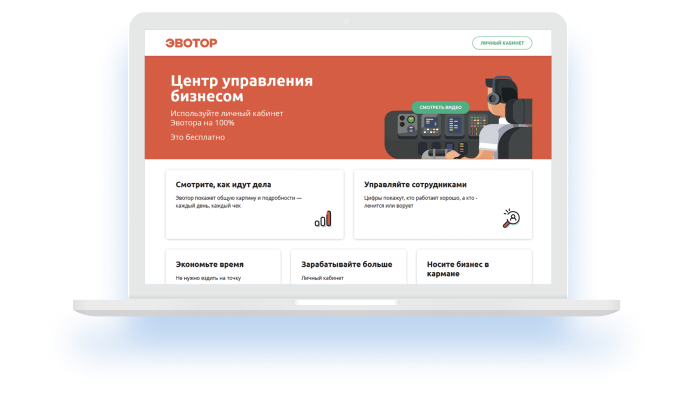 ЭВОТОР
ЛИЧНЫЙ КАБИНЕТ
Центр управления
бизнесом
Используйте личный кабинет
Эвотора на 100%
Это бесплатно
СМОТРЕТЬ ВИДЕО
Смотрите, как идут дела
Эвотор покажет общую картину и подробности —
каждый день, каждый чек
Управляйте сотрудниками
Цифры покажут, кто работает хорошо, а кто -
ленится или ворует
Экономьте время
Не нужно ездить на точку
Зарабатывайте больше
Личный кабинет
Носите бизнес в
кармане